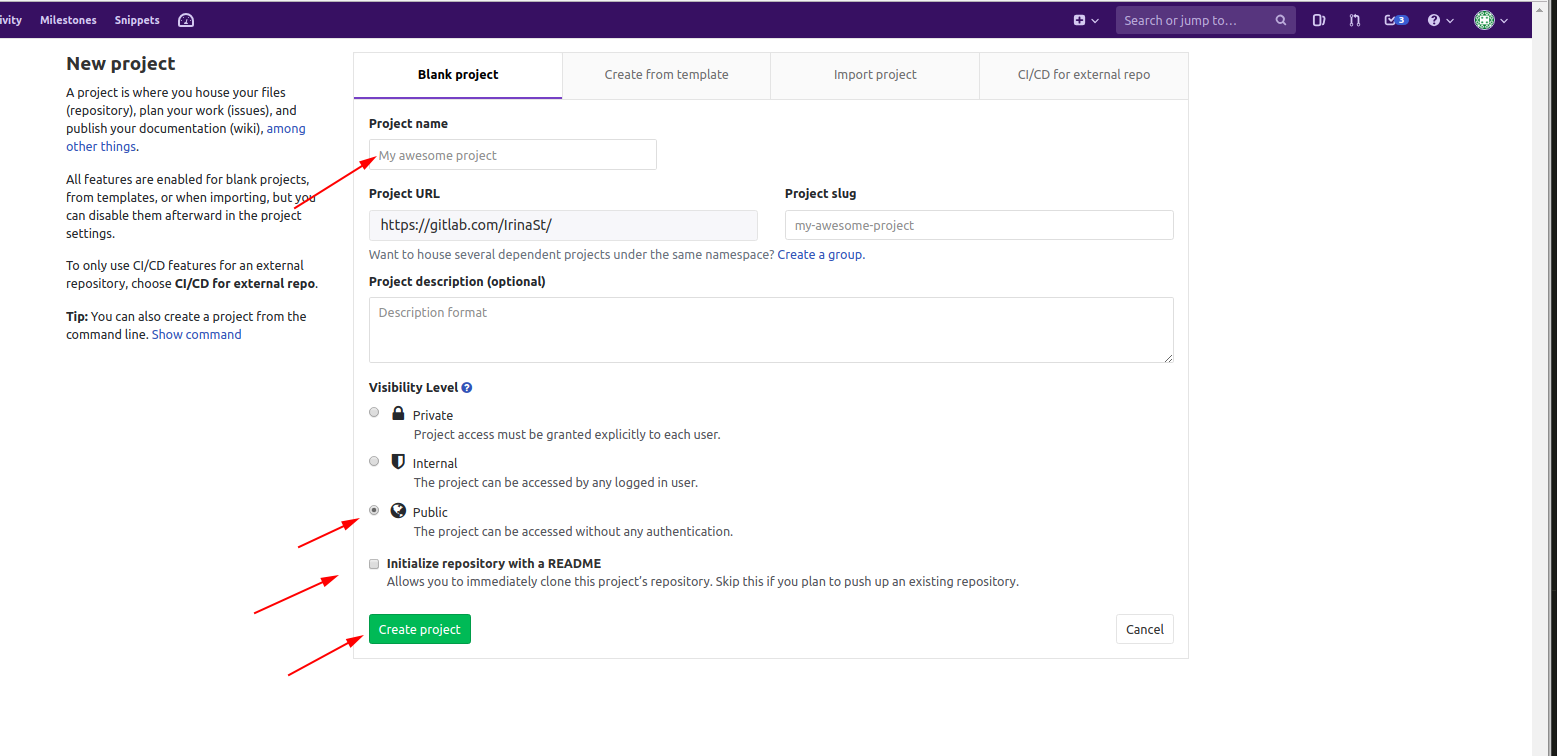 ivity Milestones Snippets Search or jump to... 3
New project
A project is where you house your files
(repository), plan your work (issues), and
publish your documentation (wiki), among
other things.
All features are enabled for blank projects,
from templates, or when importing, but you
can disable them afterward in the project
settings.
To only use CI/CD features for an external
repository, choose CI/CD for external repo.
Tip: You can also create a project from the
command line. Show command
Blank project Create from template Import project CI/CD for external repo
Project name
My awesome project
Project URL Project slug
https://gitlab.com/IrinaSt/ my-awesome-project
Want to house several dependent projects under the same namespace? Create a group.
Project description (optional)
Description format
Visibility Level ?
Private
Project access must be granted explicitly to each user.
Internal
The project can be accessed by any logged in user.
Public
The project can be accessed without any authentication.
Initialize repository with a README
Allows you to immediately clone this project's repository. Skip this if you plan to push up an existing repository.
Create project Cancel